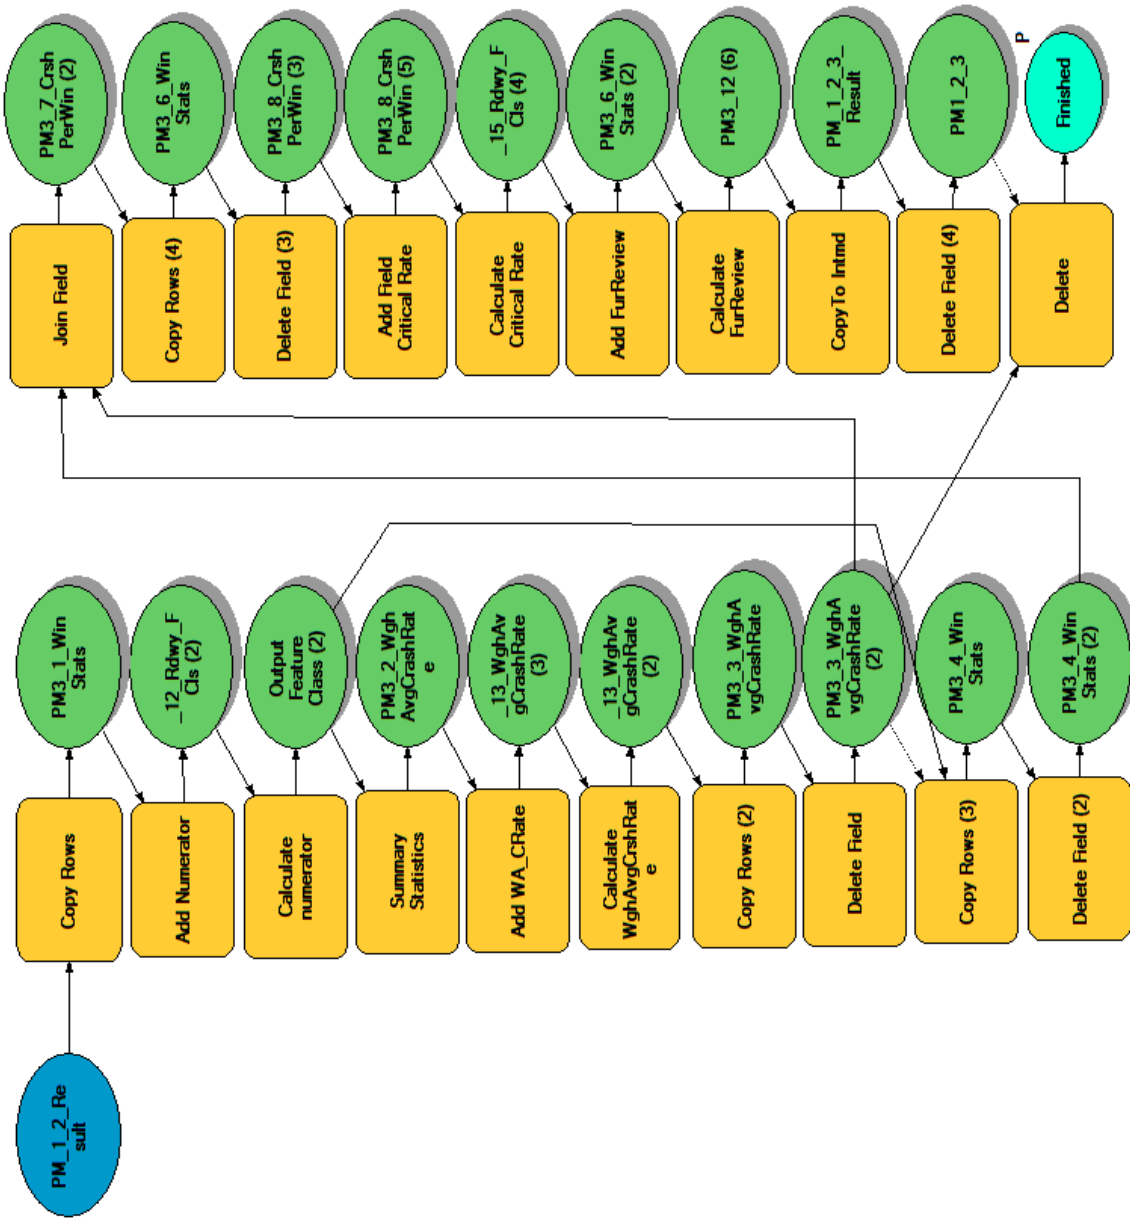 PM_1_2_Re
sult
Copy Rows
PM3_1_Win
Stats
Add Numerator
_12_Rdwy_F
Cls (2)
Calculate
numerator
Output
Feature
Class (2)
Summary
Statistics
PM3_2_Wgh
AvgCrashRat
e
Add WA_CRate
_13_WghAv
gCrashRate
(3)
Calculate
WghAvgCrshRat
e
_13_WghAv
gCrashRate
(2)
Copy Rows (2)
PM3_3_WghA
vgCrashRate
Delete Field
PM3_3_WghA
vgCrashRate
(2)
Copy Rows (3)
PM3_4_Win
Stats
Delete Field (2)
PM3_4_Win
Stats (2)
Join Field
PM3_7_Crsh
PerWin (2)
Copy Rows (4)
PM3_6_Win
Stats
Delete Field (3)
PM3_8_Crsh
PerWin (3)
Add Field
Critical Rate
PM3_8_Crsh
PerWin (5)
Calculate
Critical Rate
_15_Rdwy_F
Cls (4)
Add FurReview
PM3_6_Win
Stats (2)
Calculate
FurReview
PM3_12 (6)
CopyTo Intmd
PM_1_2_3_
Result
Delete Field (4)
PM1_2_3
Delete
Finished
P